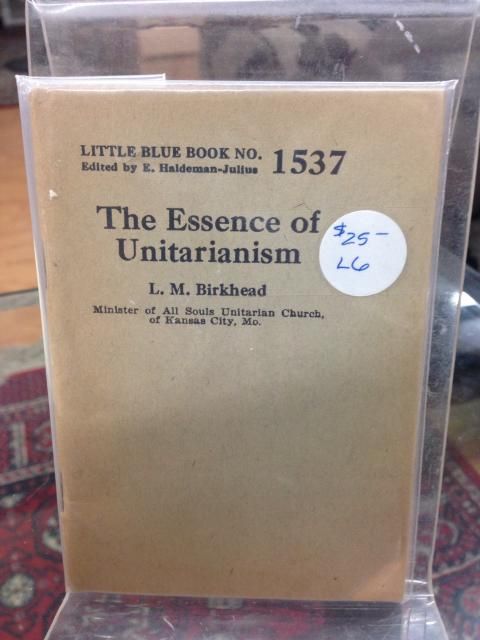 LITTLE BLUE BOOK NO. 1537
Edited by E. Haldeman-Julius
The Essence of
Unitarianism
$25-
L6
L. M. Birkhead
Minister of All Souls Unitarian Church,
of Kansas City, Mo.